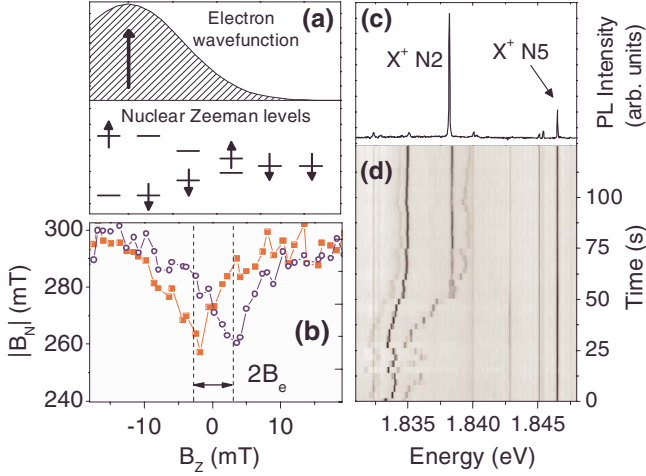 (a)
Electron
wavefunction
Nuclear Zeeman levels
300
280
260
240
|B_N| (mT)
(b)
2B_e
-10
0
10
B_Z (mT)
(c)
X⁺ N2
X⁺ N5
PL Intensity
(arb. units)
(d)
100
75
50
25
0
Time (s)
1.835
1.840
1.845
Energy (eV)